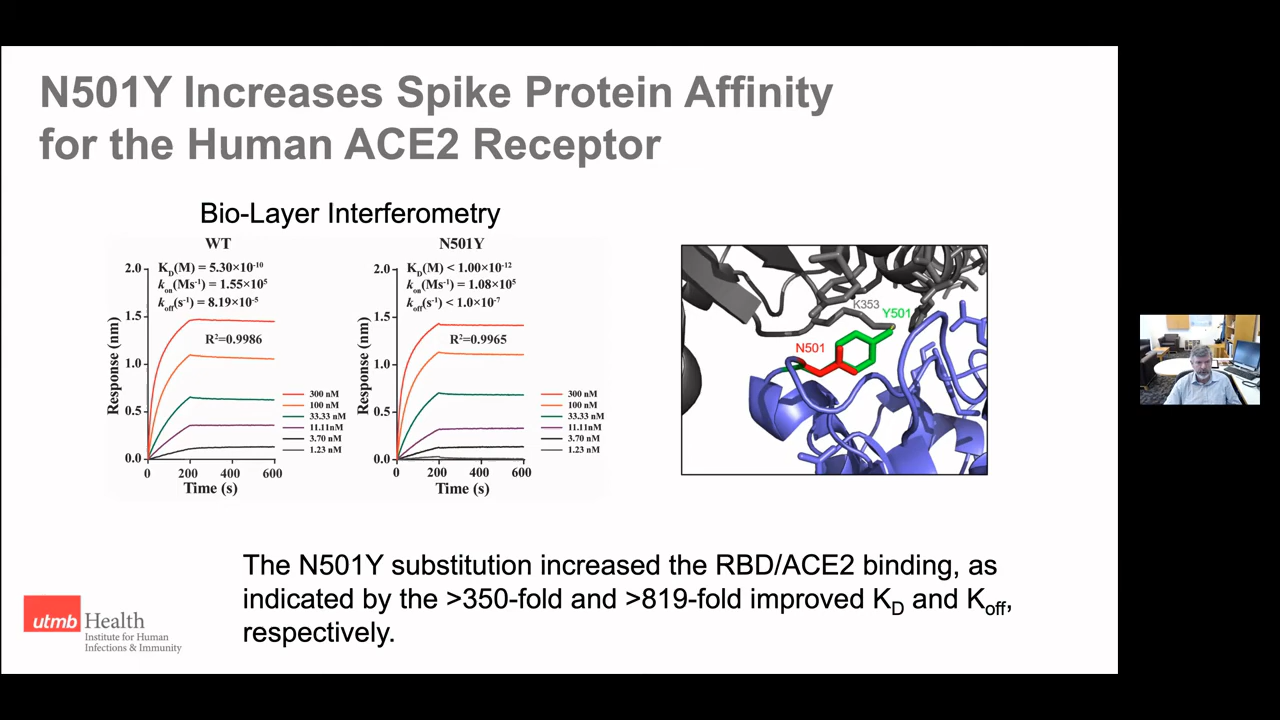 N501Y Increases Spike Protein Affinity
for the Human ACE2 Receptor
Bio-Layer Interferometry
WT
K_D(M) = 5.30×10⁻¹⁰
k_on(Ms⁻¹) = 1.55×10⁵
k_off(s⁻¹) = 8.19×10⁻⁵
R²=0.9986
Response (nm)
2.0
1.5
1.0
0.5
0.0
0 200 400 600
Time (s)
300 nM
100 nM
33.33 nM
11.11nM
3.70 nM
1.23 nM
N501Y
K_D(M) < 1.00×10⁻¹²
k_on(Ms⁻¹) = 1.08×10⁵
k_off(s⁻¹) < 1.0×10⁻⁷
R²=0.9965
Response (nm)
2.0
1.5
1.0
0.5
0.0
0 200 400 600
Time (s)
300 nM
100 nM
33.33 nM
11.11nM
3.70 nM
1.23 nM
K353
Y501
N501
The N501Y substitution increased the RBD/ACE2 binding, as
indicated by the >350-fold and >819-fold improved K_D and K_off,
respectively.
utmb Health
Institute for Human
Infections & Immunity